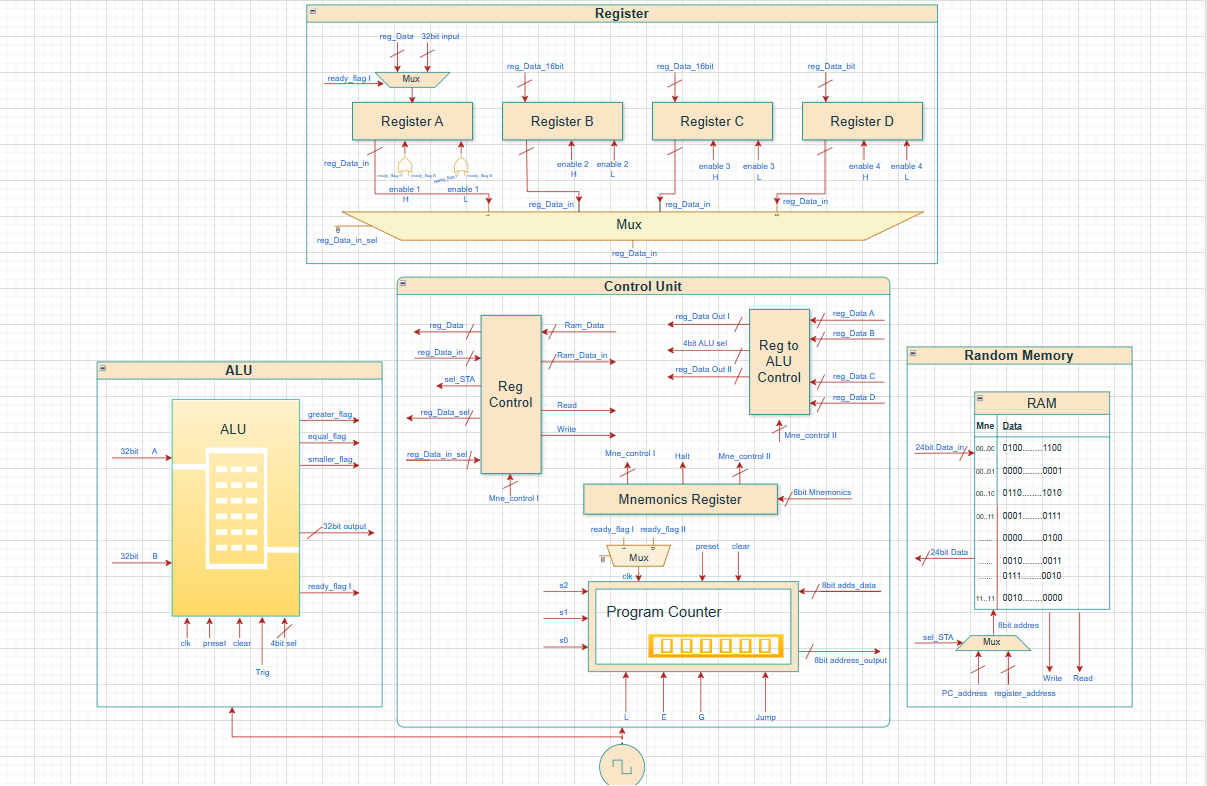 Register
reg_Data 32bit input
ready_flag I
Mux
reg_Data_16bit
reg_Data_16bit
reg_Data_bit
Register A
Register B
Register C
Register D
reg_Data_in
enable 1
H
enable 1
L
enable 2
H
enable 2
L
enable 3
H
enable 3
L
enable 4
H
enable 4
L
reg_Data_in
reg_Data_in
reg_Data_in
Mux
reg_Data_in_sel
reg_Data_in
Control Unit
reg_Data
reg_Data_in
sel_STA
reg_Data_sel
reg_Data_in_sel
Reg
Control
Ram_Data
Ram_Data_in
Read
Write
Mne_control I
reg_Data Out I
4bit ALU sel
reg_Data Out II
Reg to
ALU
Control
reg_Data A
reg_Data B
reg_Data C
reg_Data D
Mne_control II
Mne_control I
Halt
Mne_control II
Mnemonics Register
8bit Mnemonics
ready_flag I ready_flag II
Mux
clk
preset
clear
s2
s1
s0
Program Counter
8bit adds_data
8bit address_output
L
E
G
Jump
ALU
ALU
32bit A
32bit B
greater_flag
equal_flag
smaller_flag
32bit output
ready_flag I
clk
preset
clear
4bit sel
Trig
Random Memory
RAM
Mne Data
00..00 0100........1100
00..01 0000........0001
00..10 0110........1010
00..11 0001........0111
....... 0000........0100
....... 0010........0011
....... 0111........0010
11..11 0010........0000
24bit Data_in
24bit Data
8bit addres
sel_STA
Mux
PC_address
register_address
Write
Read